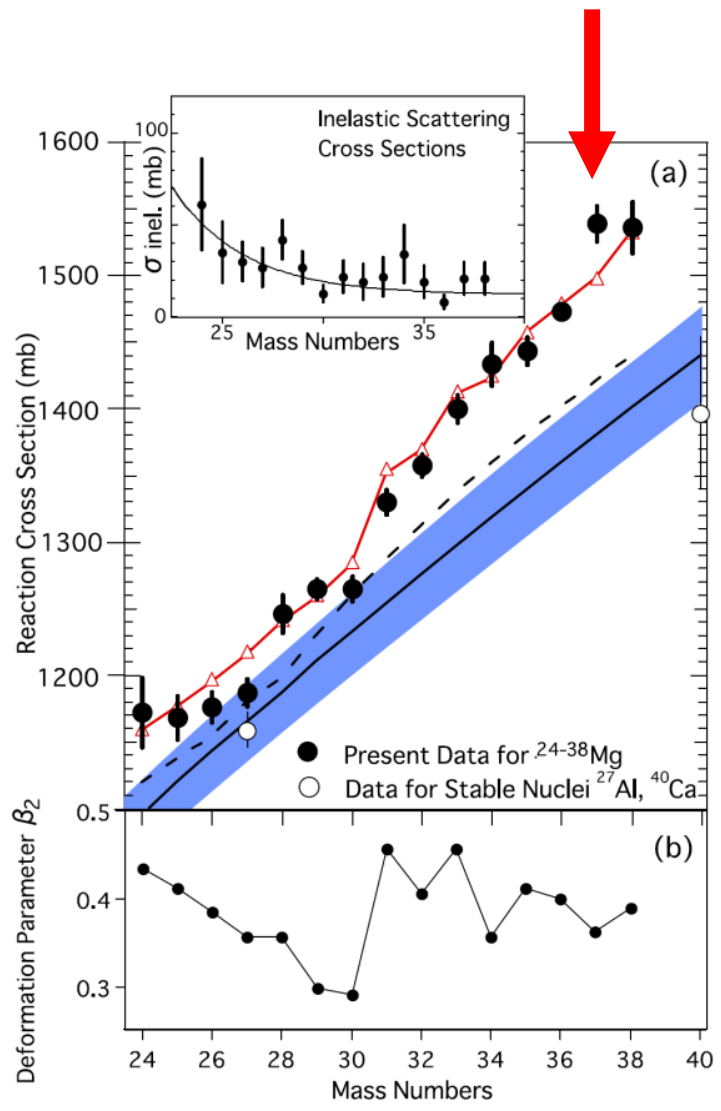 100
0
σ inel. (mb)
Inelastic Scattering
Cross Sections
25 30 35
Mass Numbers
(a)
1600
1500
1400
1300
1200
Reaction Cross Section (mb)
Present Data for .²⁴⁻³⁸Mg
Data for Stable Nuclei ²⁷Al, ⁴⁰Ca
0.5
0.4
0.3
Deformation Parameter β₂
(b)
24 26 28 30 32 34 36 38 40
Mass Numbers